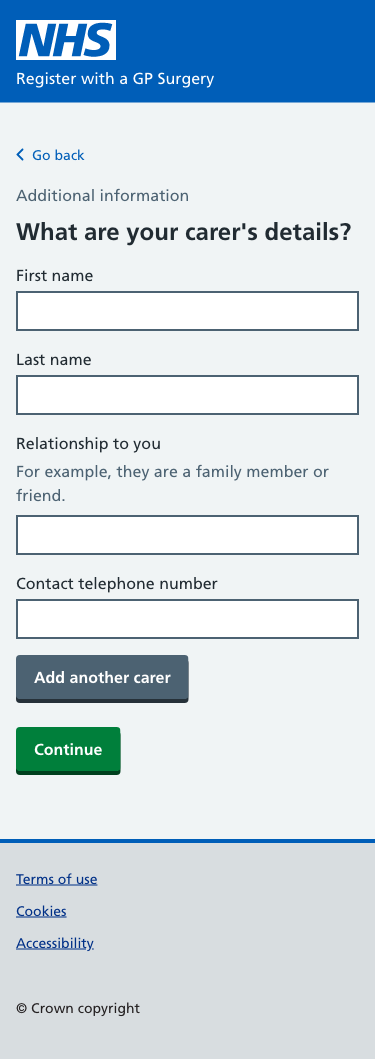 NHS
Register with a GP Surgery
Go back
Additional information
What are your carer's details?
First name
Last name
Relationship to you
For example, they are a family member or
friend.
Contact telephone number
Add another carer
Continue
Terms of use
Cookies
Accessibility
© Crown copyright